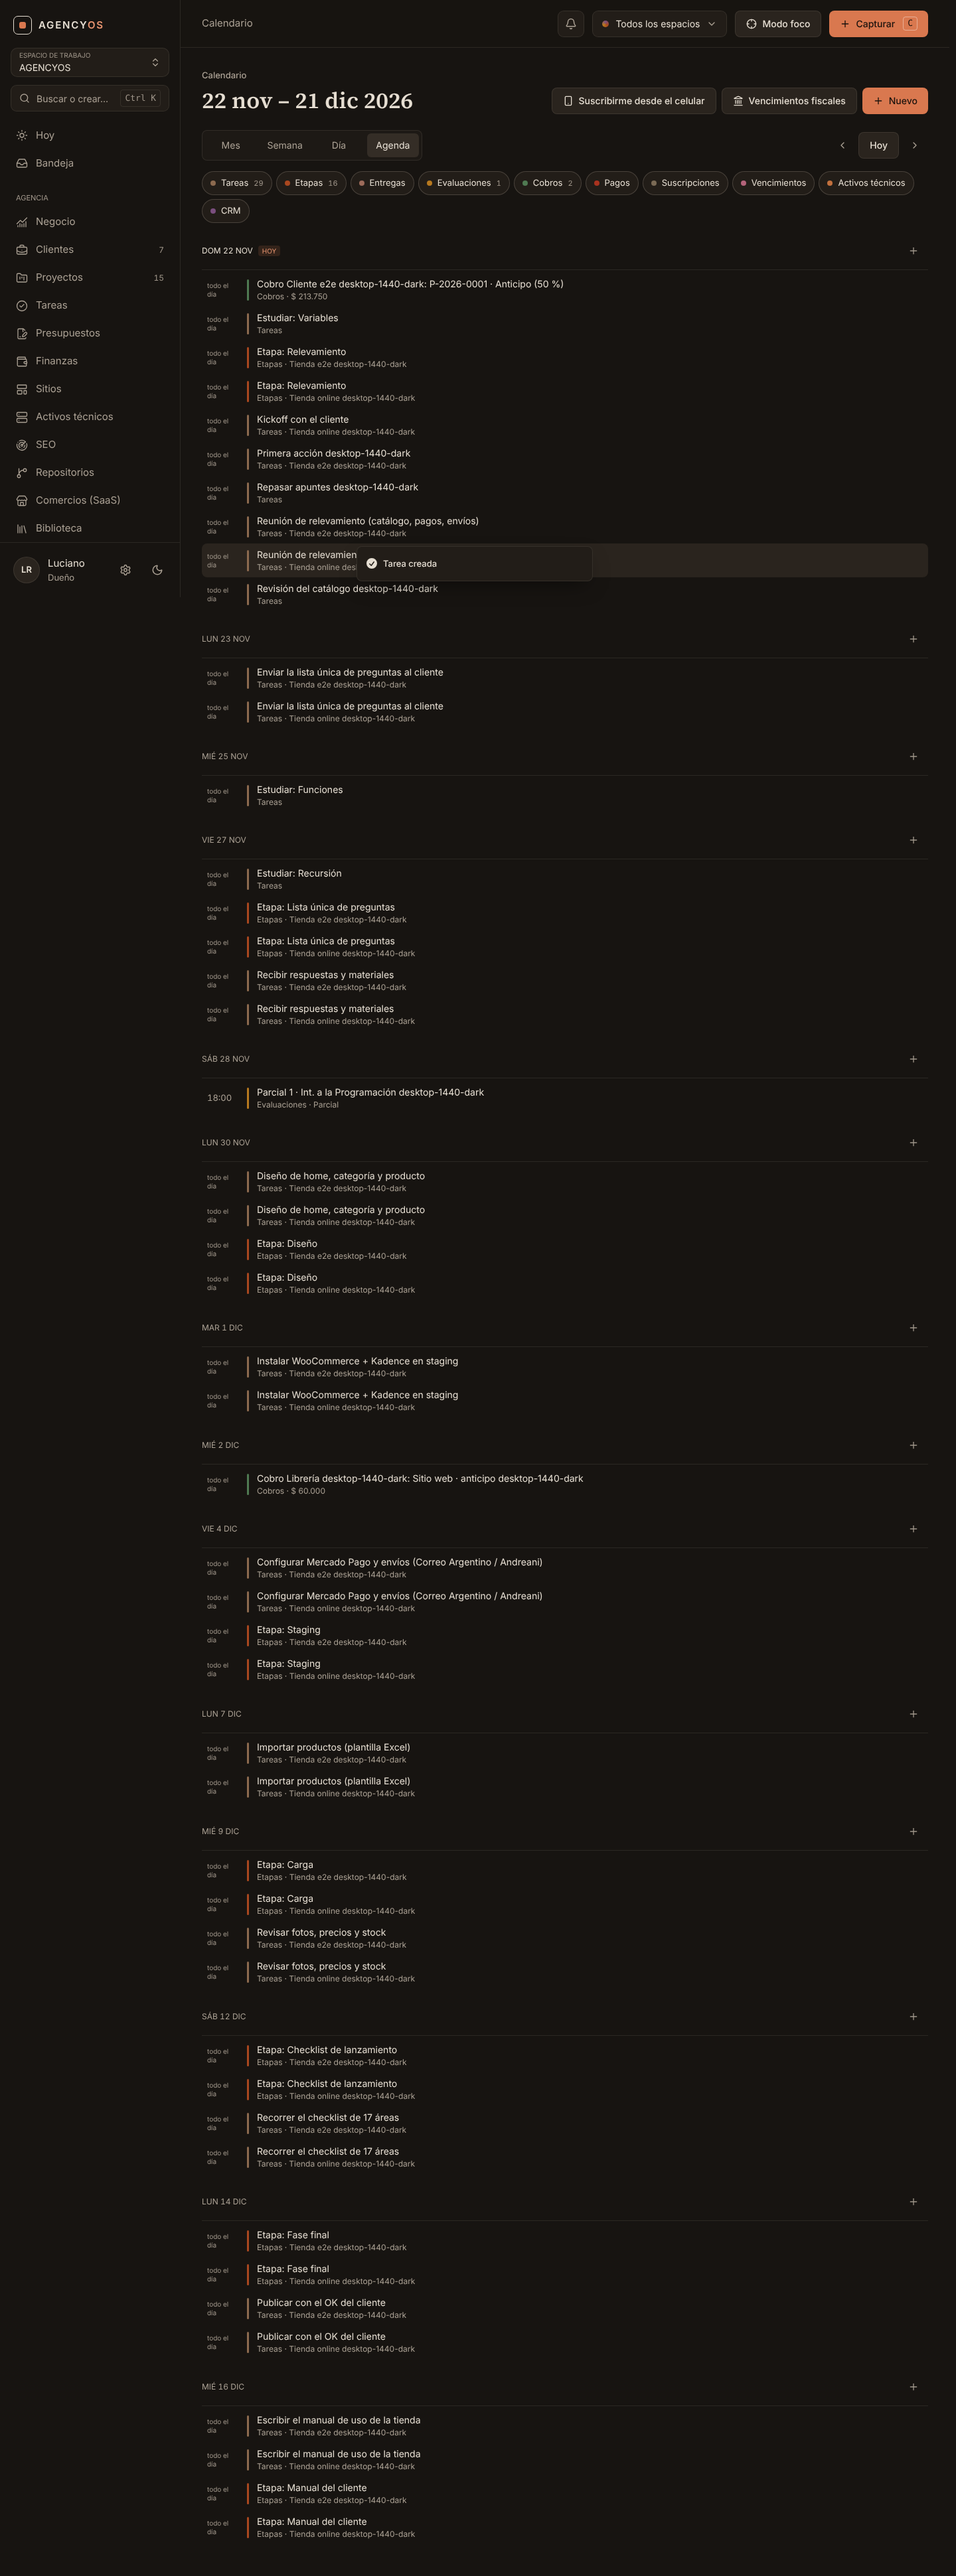 AGENCYOS
ESPACIO DE TRABAJO
AGENCYOS
Buscar o crear... Ctrl K
Hoy
Bandeja
AGENCIA
Negocio
Clientes 7
Proyectos 15
Tareas
Presupuestos
Finanzas
Sitios
Activos técnicos
SEO
Repositorios
Comercios (SaaS)
Biblioteca
LR
Luciano
Dueño
Calendario
Todos los espacios
Modo foco
Capturar C
Calendario
22 nov – 21 dic 2026
Suscribirme desde el celular
Vencimientos fiscales
Nuevo
Mes Semana Día Agenda
Hoy
Tareas 29 Etapas 16 Entregas Evaluaciones 1 Cobros 2 Pagos Suscripciones Vencimientos Activos técnicos
CRM
DOM 22 NOV HOY
todo el día
Cobro Cliente e2e desktop-1440-dark: P-2026-0001 · Anticipo (50 %)
Cobros · $ 213.750
todo el día
Estudiar: Variables
Tareas
todo el día
Etapa: Relevamiento
Etapas · Tienda e2e desktop-1440-dark
todo el día
Etapa: Relevamiento
Etapas · Tienda online desktop-1440-dark
todo el día
Kickoff con el cliente
Tareas · Tienda online desktop-1440-dark
todo el día
Primera acción desktop-1440-dark
Tareas · Tienda e2e desktop-1440-dark
todo el día
Repasar apuntes desktop-1440-dark
Tareas
todo el día
Reunión de relevamiento (catálogo, pagos, envíos)
Tareas · Tienda e2e desktop-1440-dark
todo el día
Reunión de relevamien
Tareas · Tienda online des
Tarea creada
todo el día
Revisión del catálogo desktop-1440-dark
Tareas
LUN 23 NOV
todo el día
Enviar la lista única de preguntas al cliente
Tareas · Tienda e2e desktop-1440-dark
todo el día
Enviar la lista única de preguntas al cliente
Tareas · Tienda online desktop-1440-dark
MIÉ 25 NOV
todo el día
Estudiar: Funciones
Tareas
VIE 27 NOV
todo el día
Estudiar: Recursión
Tareas
todo el día
Etapa: Lista única de preguntas
Etapas · Tienda e2e desktop-1440-dark
todo el día
Etapa: Lista única de preguntas
Etapas · Tienda online desktop-1440-dark
todo el día
Recibir respuestas y materiales
Tareas · Tienda e2e desktop-1440-dark
todo el día
Recibir respuestas y materiales
Tareas · Tienda online desktop-1440-dark
SÁB 28 NOV
18:00
Parcial 1 · Int. a la Programación desktop-1440-dark
Evaluaciones · Parcial
LUN 30 NOV
todo el día
Diseño de home, categoría y producto
Tareas · Tienda e2e desktop-1440-dark
todo el día
Diseño de home, categoría y producto
Tareas · Tienda online desktop-1440-dark
todo el día
Etapa: Diseño
Etapas · Tienda e2e desktop-1440-dark
todo el día
Etapa: Diseño
Etapas · Tienda online desktop-1440-dark
MAR 1 DIC
todo el día
Instalar WooCommerce + Kadence en staging
Tareas · Tienda e2e desktop-1440-dark
todo el día
Instalar WooCommerce + Kadence en staging
Tareas · Tienda online desktop-1440-dark
MIÉ 2 DIC
todo el día
Cobro Librería desktop-1440-dark: Sitio web · anticipo desktop-1440-dark
Cobros · $ 60.000
VIE 4 DIC
todo el día
Configurar Mercado Pago y envíos (Correo Argentino / Andreani)
Tareas · Tienda e2e desktop-1440-dark
todo el día
Configurar Mercado Pago y envíos (Correo Argentino / Andreani)
Tareas · Tienda online desktop-1440-dark
todo el día
Etapa: Staging
Etapas · Tienda e2e desktop-1440-dark
todo el día
Etapa: Staging
Etapas · Tienda online desktop-1440-dark
LUN 7 DIC
todo el día
Importar productos (plantilla Excel)
Tareas · Tienda e2e desktop-1440-dark
todo el día
Importar productos (plantilla Excel)
Tareas · Tienda online desktop-1440-dark
MIÉ 9 DIC
todo el día
Etapa: Carga
Etapas · Tienda e2e desktop-1440-dark
todo el día
Etapa: Carga
Etapas · Tienda online desktop-1440-dark
todo el día
Revisar fotos, precios y stock
Tareas · Tienda e2e desktop-1440-dark
todo el día
Revisar fotos, precios y stock
Tareas · Tienda online desktop-1440-dark
SÁB 12 DIC
todo el día
Etapa: Checklist de lanzamiento
Etapas · Tienda e2e desktop-1440-dark
todo el día
Etapa: Checklist de lanzamiento
Etapas · Tienda online desktop-1440-dark
todo el día
Recorrer el checklist de 17 áreas
Tareas · Tienda e2e desktop-1440-dark
todo el día
Recorrer el checklist de 17 áreas
Tareas · Tienda online desktop-1440-dark
LUN 14 DIC
todo el día
Etapa: Fase final
Etapas · Tienda e2e desktop-1440-dark
todo el día
Etapa: Fase final
Etapas · Tienda online desktop-1440-dark
todo el día
Publicar con el OK del cliente
Tareas · Tienda e2e desktop-1440-dark
todo el día
Publicar con el OK del cliente
Tareas · Tienda online desktop-1440-dark
MIÉ 16 DIC
todo el día
Escribir el manual de uso de la tienda
Tareas · Tienda e2e desktop-1440-dark
todo el día
Escribir el manual de uso de la tienda
Tareas · Tienda online desktop-1440-dark
todo el día
Etapa: Manual del cliente
Etapas · Tienda e2e desktop-1440-dark
todo el día
Etapa: Manual del cliente
Etapas · Tienda online desktop-1440-dark